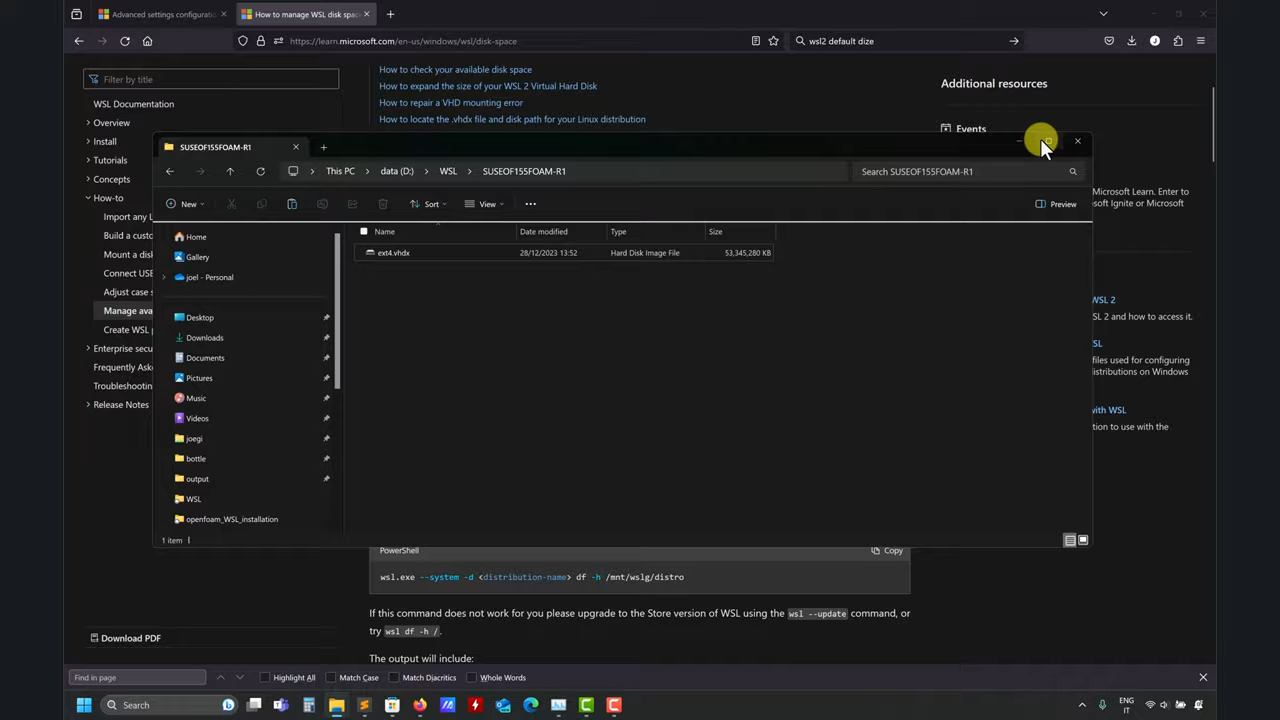 Advanced settings configurati
How to manage WSL disk spac
https://learn.microsoft.com/en-us/windows/wsl/disk-space
wsl2 default dize
Filter by title
WSL Documentation
Overview
Install
Tutorials
Concepts
How-to
Import any L
Build a custo
Mount a disk
Connect USB
Adjust case s
Manage avai
Create WSL p
Enterprise secu
Frequently Aske
Troubleshooting
Release Notes
Download PDF
How to check your available disk space
How to expand the size of your WSL 2 Virtual Hard Disk
How to repair a VHD mounting error
How to locate the .vhdx file and disk path for your Linux distribution
Additional resources
Events
Microsoft Learn. Enter to
soft Ignite or Microsoft
WSL 2
SL 2 and how to access it.
SL
files used for configuring
istributions on Windows
with WSL
tion to use with the
SUSEOF155FOAM-R1
This PC > data (D:) > WSL > SUSEOF155FOAM-R1
Search SUSEOF155FOAM-R1
New
Sort
View
Preview
Home
Gallery
joel - Personal
Desktop
Downloads
Documents
Pictures
Music
Videos
joegi
bottle
output
WSL
openfoam_WSL_installation
Name Date modified Type Size
ext4.vhdx 28/12/2023 13:52 Hard Disk Image File 53,345,280 KB
1 item
PowerShell
Copy
wsl.exe --system -d <distribution-name> df -h /mnt/wslg/distro
If this command does not work for you please upgrade to the Store version of WSL using the wsl --update command, or
try wsl df -h /.
The output will include:
Find in page
Highlight All
Match Case
Match Diacritics
Whole Words
Search
ENG
IT